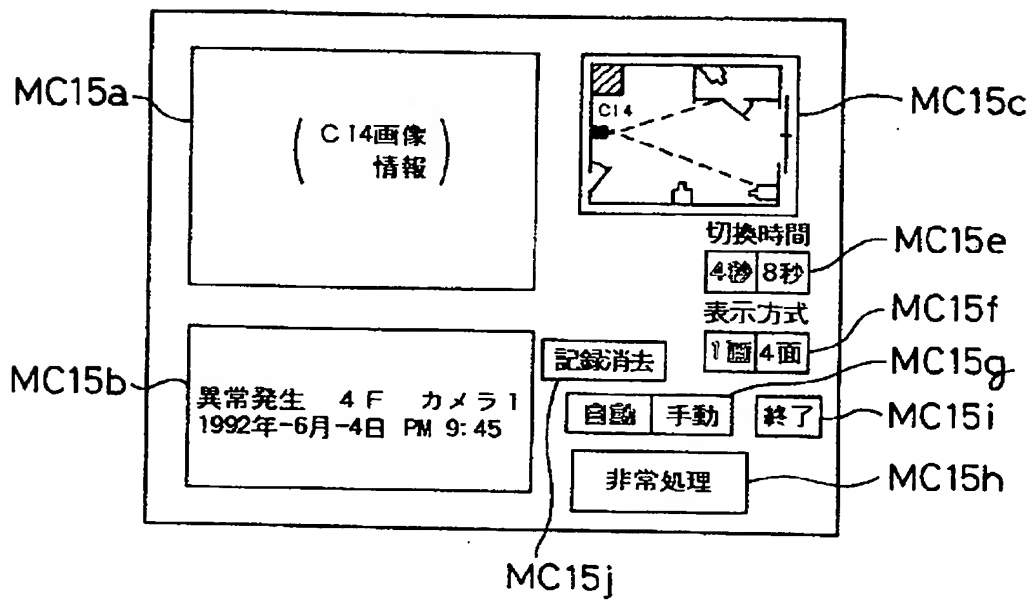 MC15a
C14画像
情報
C14
MC15c
切換時間
4秒 8秒
MC15e
表示方式
1面 4面
MC15f
MC15b
異常発生 4F カメラ1
1992年-6月-4日 PM 9:45
記録消去
MC15g
自動 手動
終了
MC15i
非常処理
MC15h
MC15j